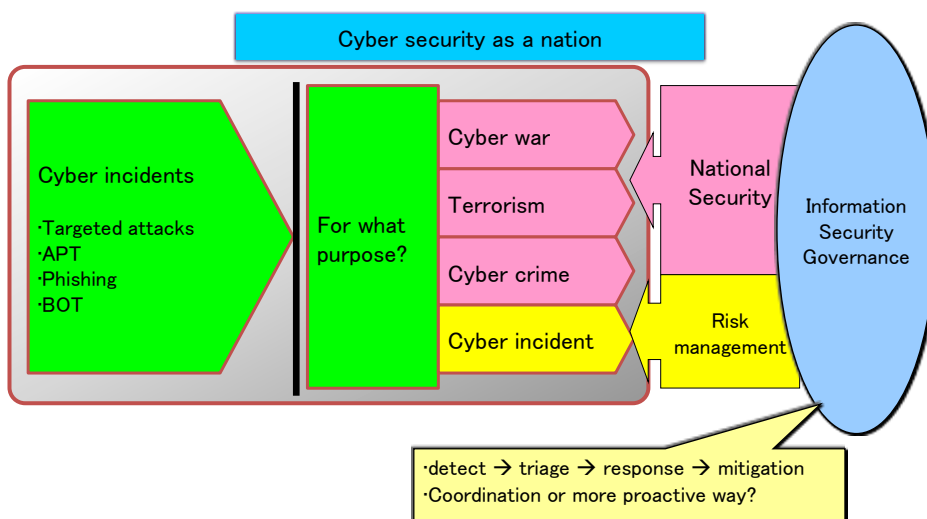 Cyber security as a nation
Cyber incidents
·Targeted attacks
·APT
·Phishing
·BOT
For what
purpose?
Cyber war
Terrorism
Cyber crime
Cyber incident
National
Security
Risk
management
Information
Security
Governance
·detect → triage → response → mitigation
·Coordination or more proactive way?